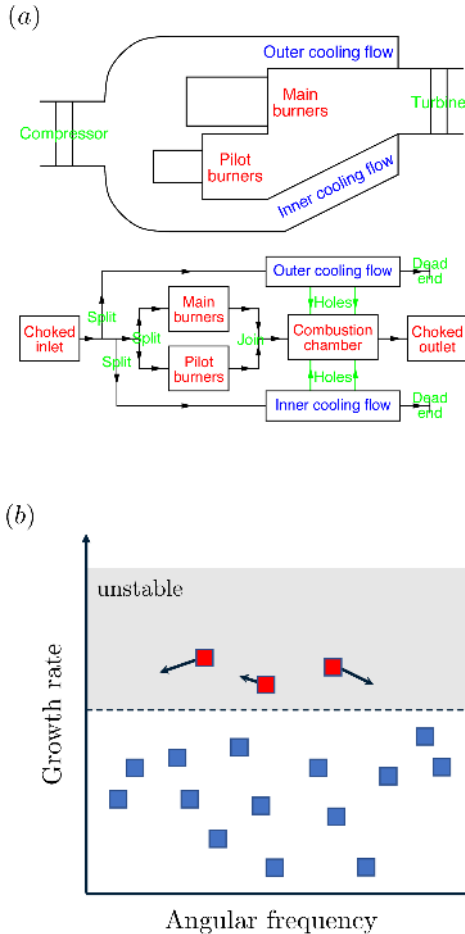 (a)
Outer cooling flow
Main
burners
Compressor
Turbine
Pilot
burners
Inner cooling flow
Outer cooling flow
Dead
end
Holes
Split
Main
burners
Choked
inlet
Split
Join
Combustion
chamber
Choked
outlet
Split
Pilot
burners
Holes
Inner cooling flow
Dead
end
(b)
unstable
Growth rate
Angular frequency